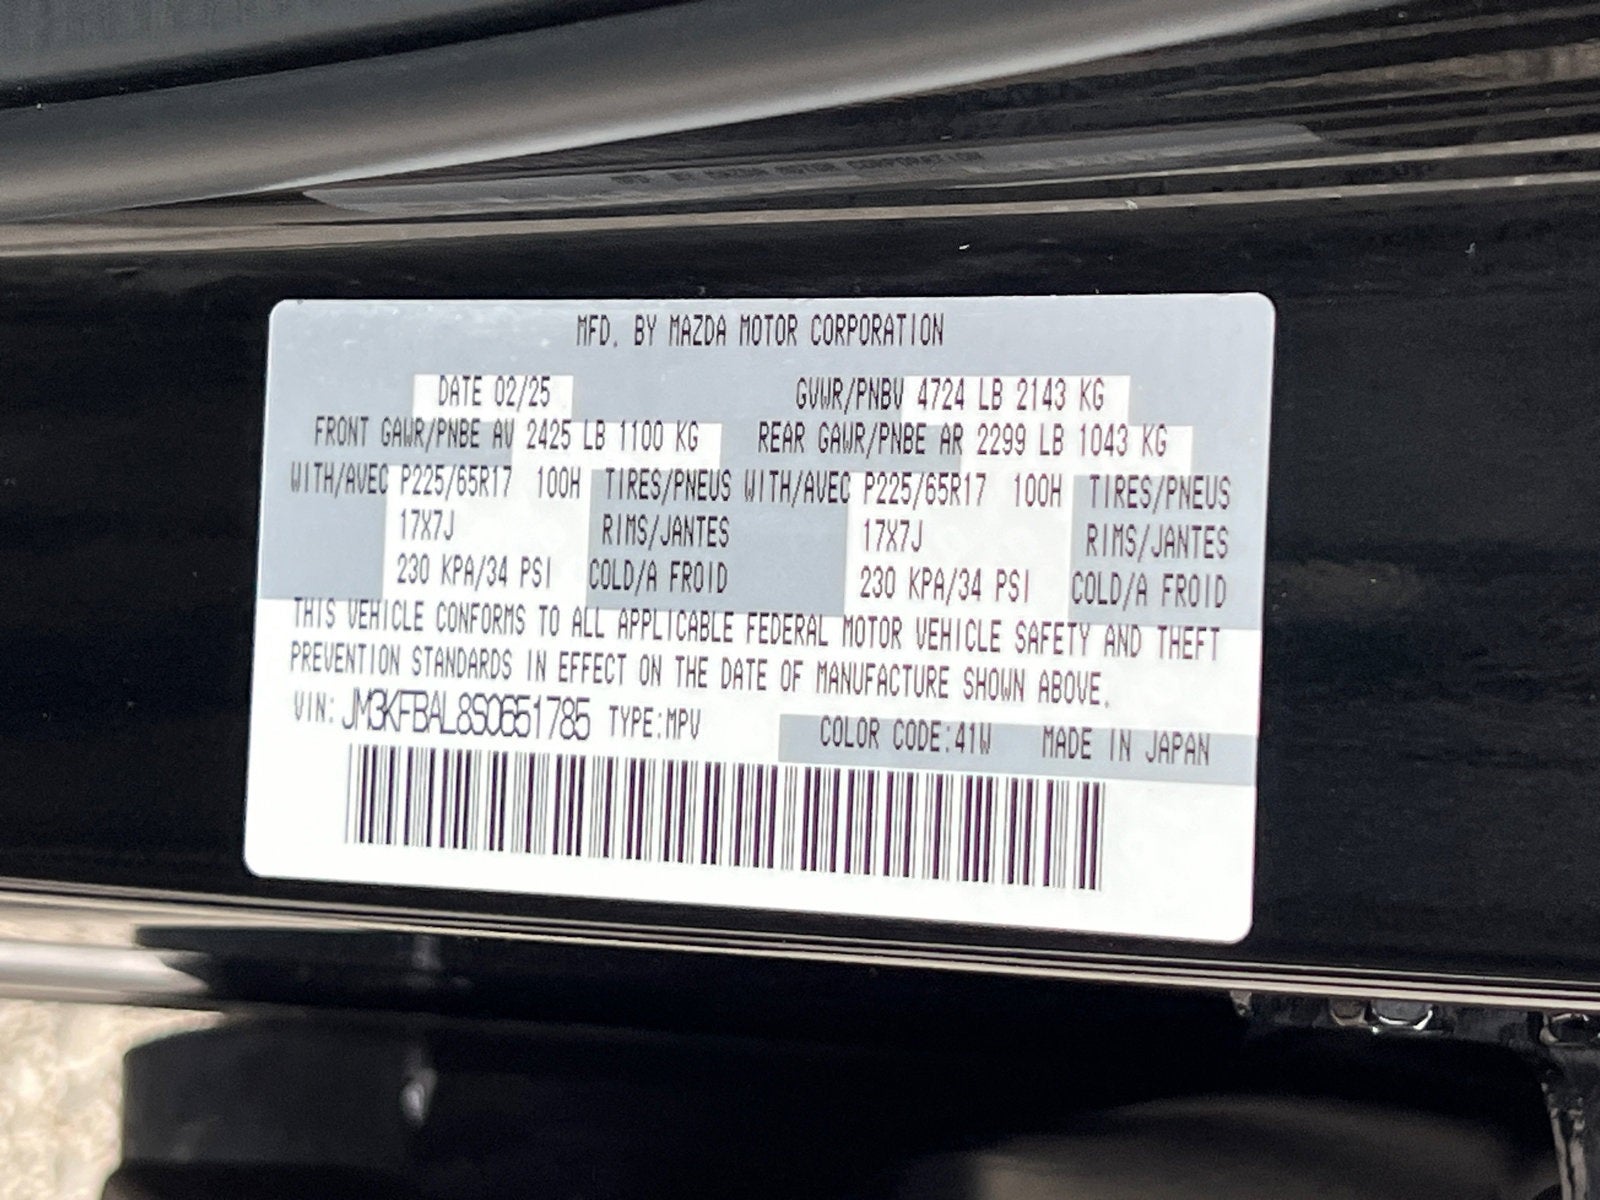 MFD. BY MAZDA MOTOR CORPORATION
DATE 02/25 GVWR/PNBV 4724 LB 2143 KG
FRONT GAWR/PNBE AV 2425 LB 1100 KG REAR GAWR/PNBE AR 2299 LB 1043 KG
WITH/AVEC P225/65R17 100H TIRES/PNEUS WITH/AVEC P225/65R17 100H TIRES/PNEUS
17X7J RIMS/JANTES 17X7J RIMS/JANTES
230 KPA/34 PSI COLD/A FROID 230 KPA/34 PSI COLD/A FROID
THIS VEHICLE CONFORMS TO ALL APPLICABLE FEDERAL MOTOR VEHICLE SAFETY AND THEFT
PREVENTION STANDARDS IN EFFECT ON THE DATE OF MANUFACTURE SHOWN ABOVE.
VIN: JM3KFBAL8S0651785 TYPE:MPV COLOR CODE:41W MADE IN JAPAN